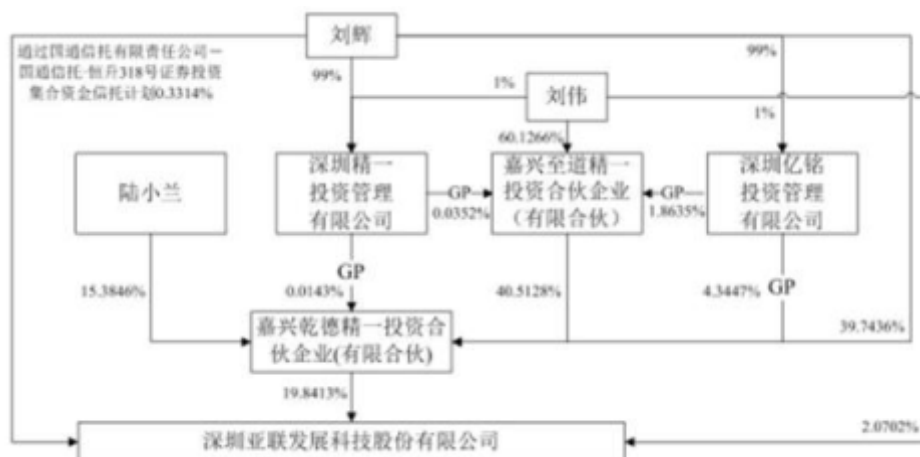 刘辉
通过国通信托有限责任公司－
国通信托·恒升318号证券投资
集合资金信托计划0.3314%
99%
99%
1%
刘伟
1%
60.1266%
陆小兰
深圳精一
投资管理
有限公司
GP
0.0352%
嘉兴至道精一
投资合伙企业
（有限合伙）
GP
1.8635%
深圳亿铭
投资管理
有限公司
15.3846%
GP
0.0143%
40.5128%
4.3447%
GP
39.7436%
嘉兴乾德精一投资合
伙企业(有限合伙)
19.8413%
深圳亚联发展科技股份有限公司
2.0702%